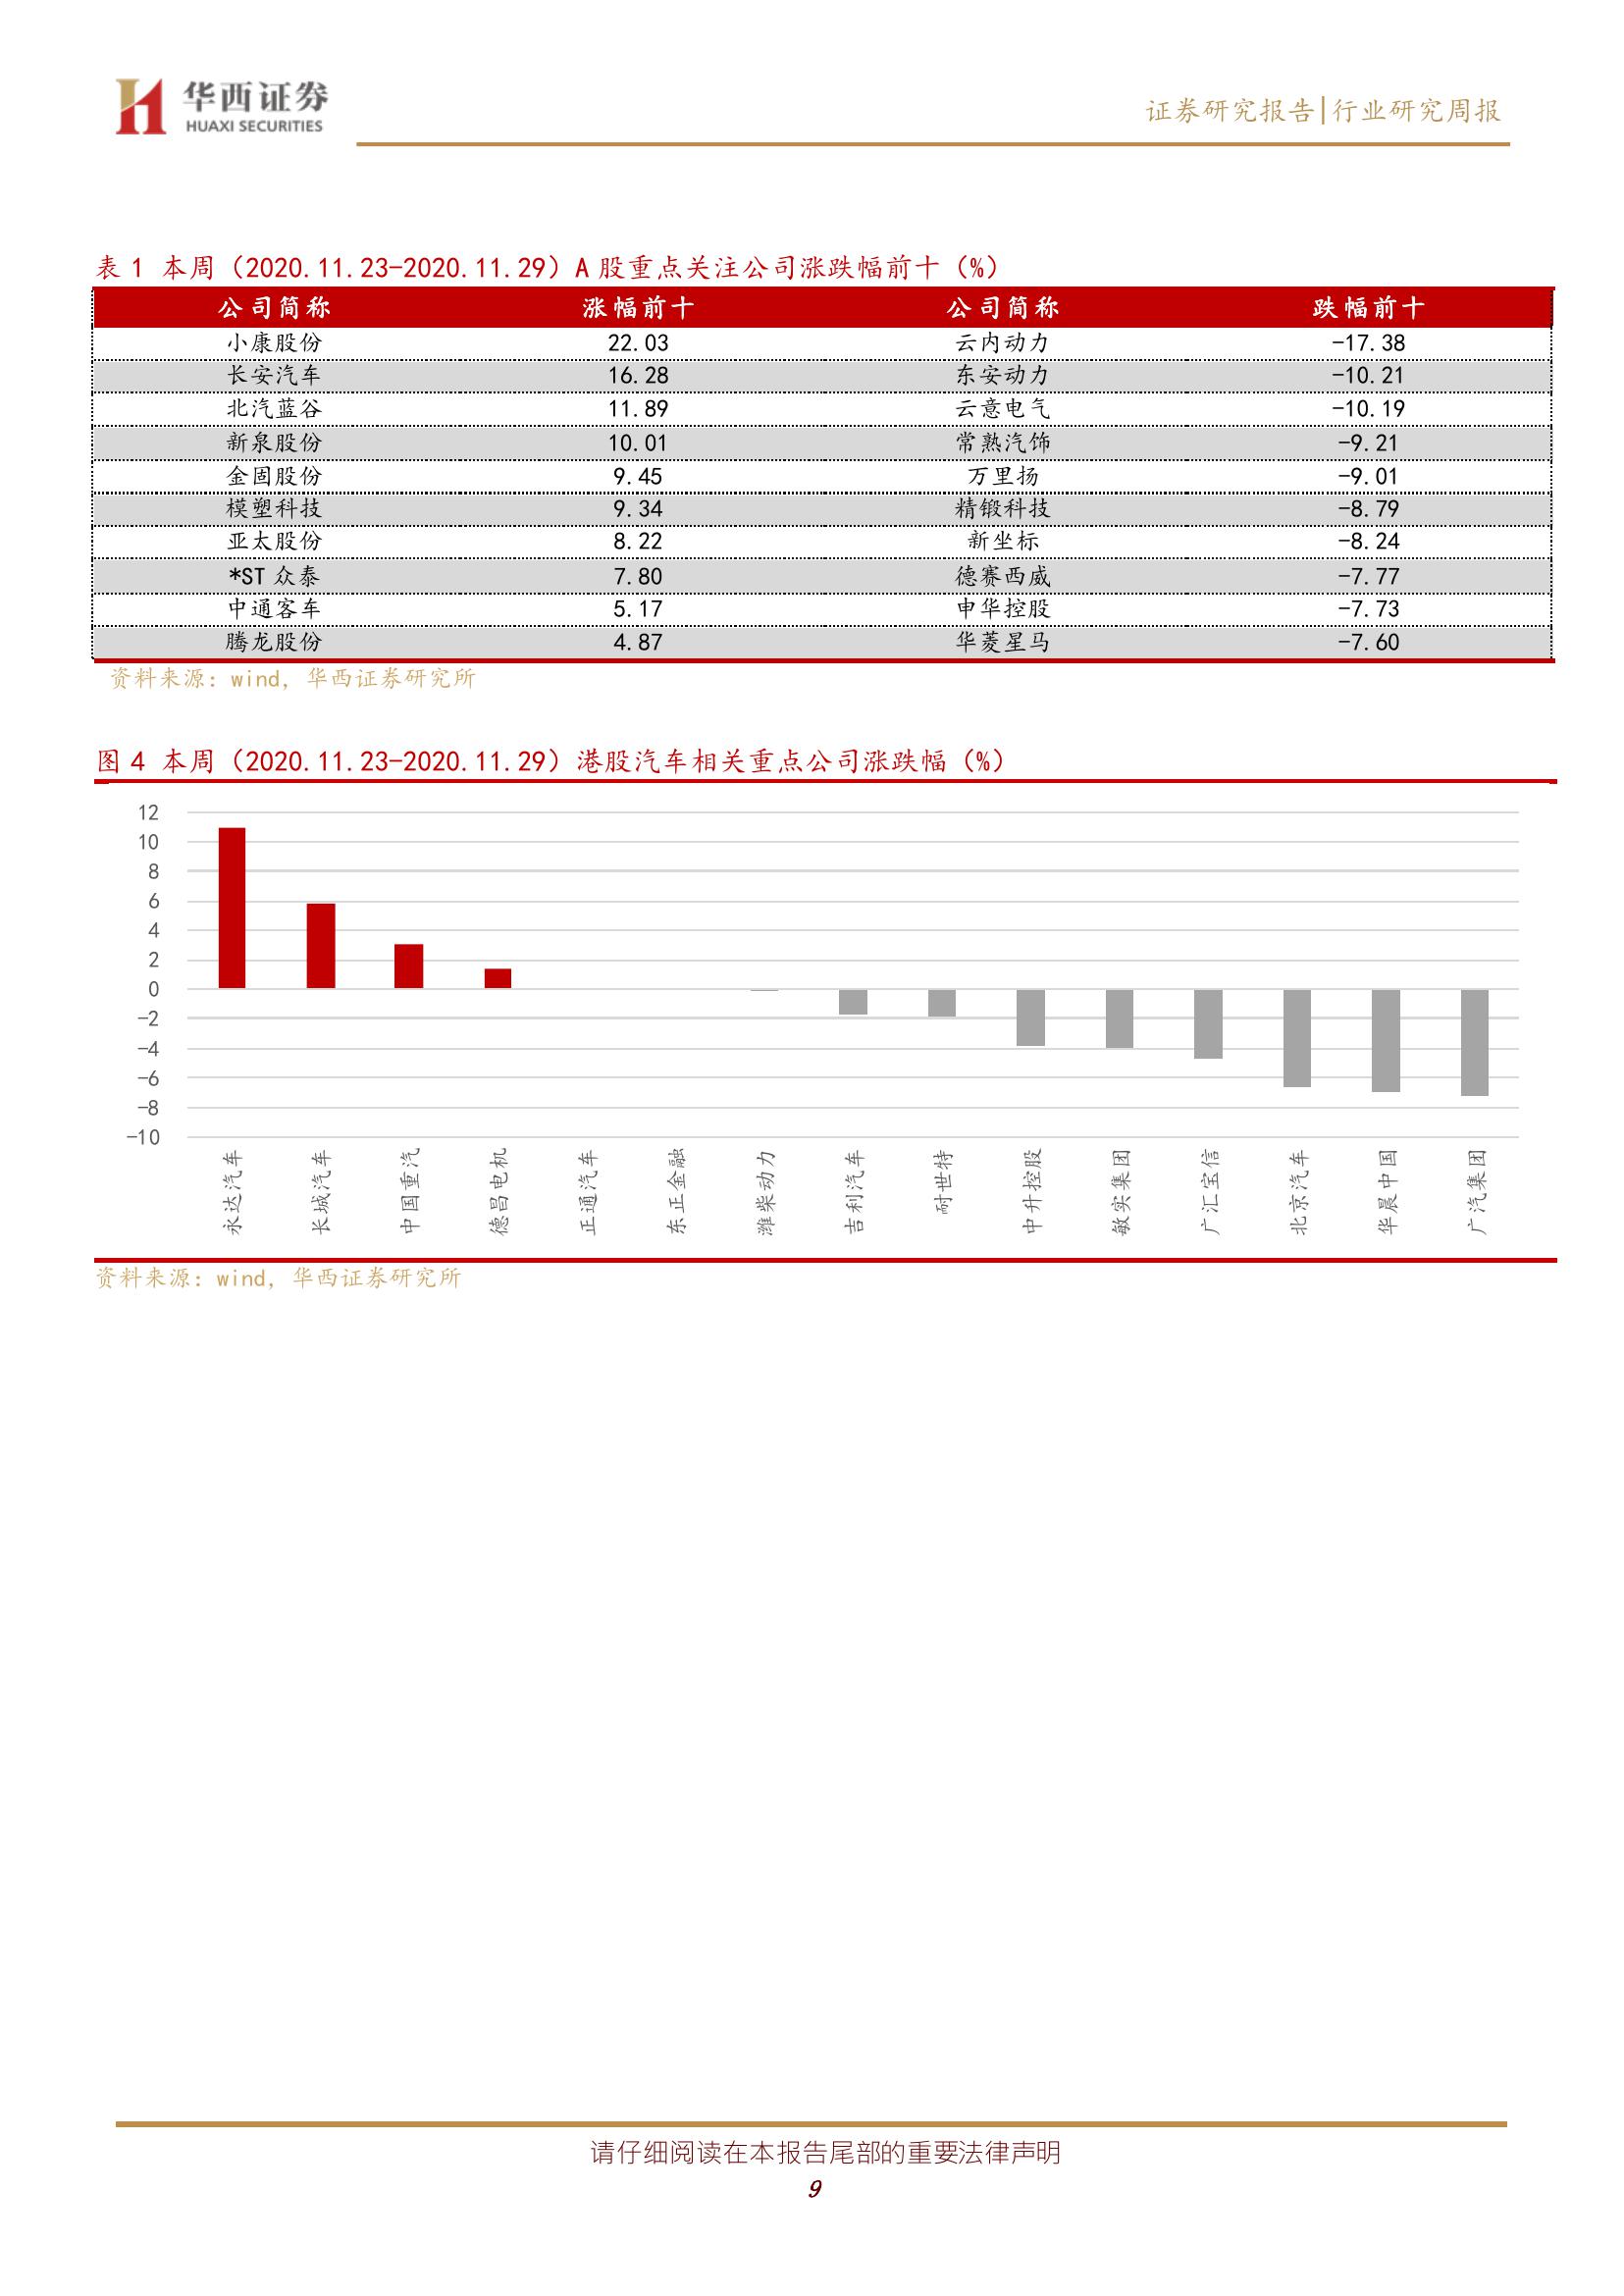 华西证券
HUAXI SECURITIES
证券研究报告|行业研究周报
表 1 本周（2020.11.23-2020.11.29）A 股重点关注公司涨跌幅前十（%）
公司简称 涨幅前十 公司简称 跌幅前十
小康股份 22.03 云内动力 -17.38
长安汽车 16.28 东安动力 -10.21
北汽蓝谷 11.89 云意电气 -10.19
新泉股份 10.01 常熟汽饰 -9.21
金固股份 9.45 万里扬 -9.01
模塑科技 9.34 精锻科技 -8.79
亚太股份 8.22 新坐标 -8.24
*ST 众泰 7.80 德赛西威 -7.77
中通客车 5.17 申华控股 -7.73
腾龙股份 4.87 华菱星马 -7.60
资料来源：wind，华西证券研究所
图 4 本周（2020.11.23-2020.11.29）港股汽车相关重点公司涨跌幅（%）
12
10
8
6
4
2
0
-2
-4
-6
-8
-10
永达汽车
长城汽车
中国重汽
德昌电机
正通汽车
东正金融
潍柴动力
吉利汽车
耐世特
中升控股
敏实集团
广汇宝信
北京汽车
华晨中国
广汽集团
资料来源：wind，华西证券研究所
请仔细阅读在本报告尾部的重要法律声明
9